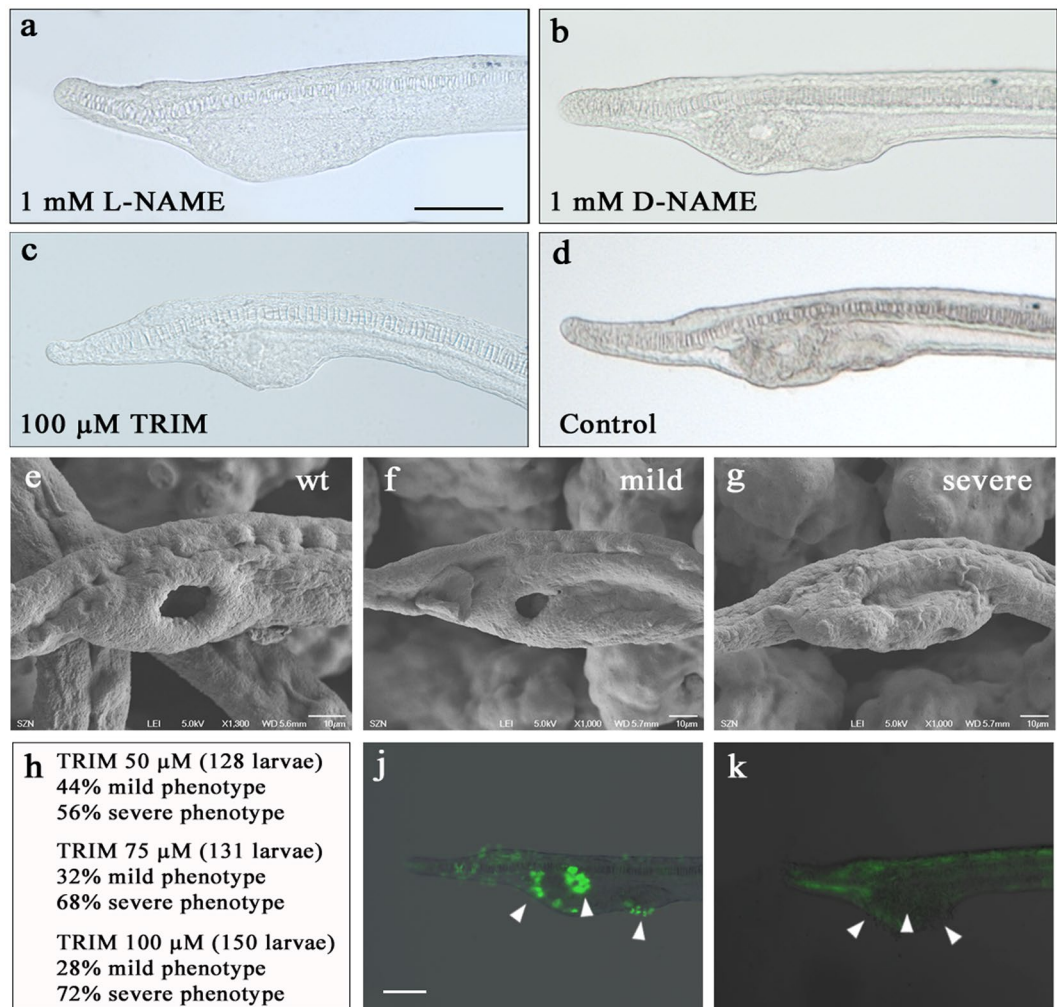 a
1 mM L-NAME
b
1 mM D-NAME
c
100 µM TRIM
d
Control
e
wt
SZN LEI 5.0kV X1,300 WD 5.6mm 10µm
f
mild
SZN LEI 5.0kV X1,000 WD 5.7mm 10µm
g
severe
SZN LEI 5.0kV X1,000 WD 5.7mm 10µm
h
TRIM 50 µM (128 larvae)
44% mild phenotype
56% severe phenotype
TRIM 75 µM (131 larvae)
32% mild phenotype
68% severe phenotype
TRIM 100 µM (150 larvae)
28% mild phenotype
72% severe phenotype
j
k